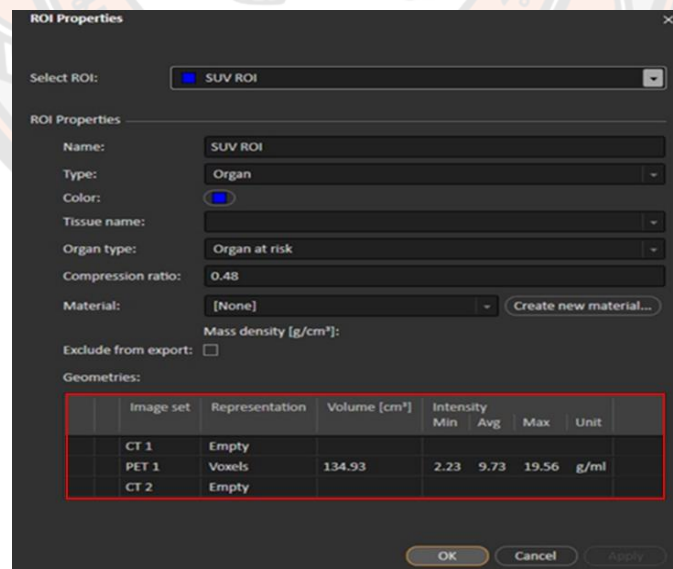 ROI Properties
Select ROI: SUV ROI
ROI Properties
Name: SUV ROI
Type: Organ
Color:
Tissue name:
Organ type: Organ at risk
Compression ratio: 0.48
Material: [None] Create new material...
Mass density [g/cm³]:
Exclude from export:
Geometries:
Image set Representation Volume [cm³] Intensity
Min Avg Max Unit
CT 1 Empty
PET 1 Voxels 134.93 2.23 9.73 19.56 g/ml
CT 2 Empty
OK Cancel Apply